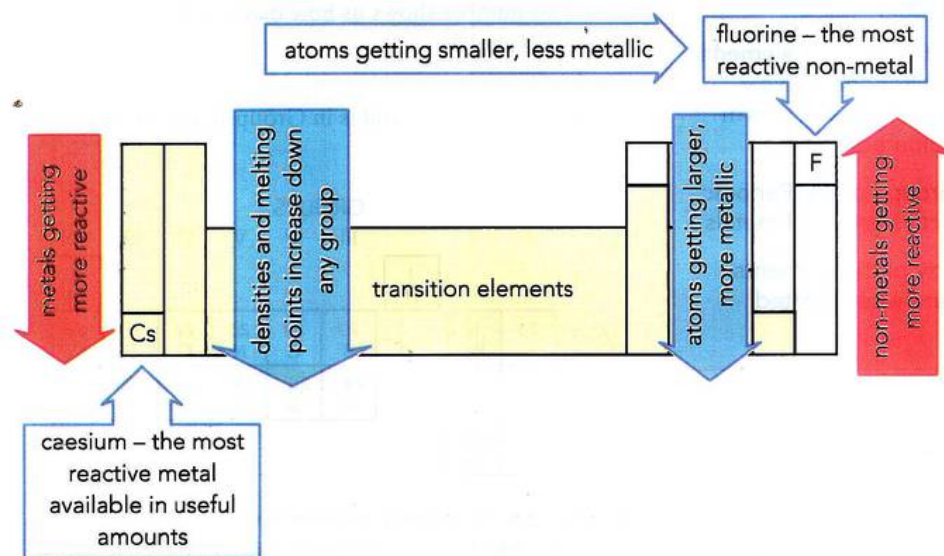 atoms getting smaller, less metallic
fluorine – the most
reactive non-metal
metals getting
more reactive
densities and melting
points increase down
any group
transition elements
atoms getting larger,
more metallic
F
non-metals getting
more reactive
Cs
caesium – the most
reactive metal
available in useful
amounts